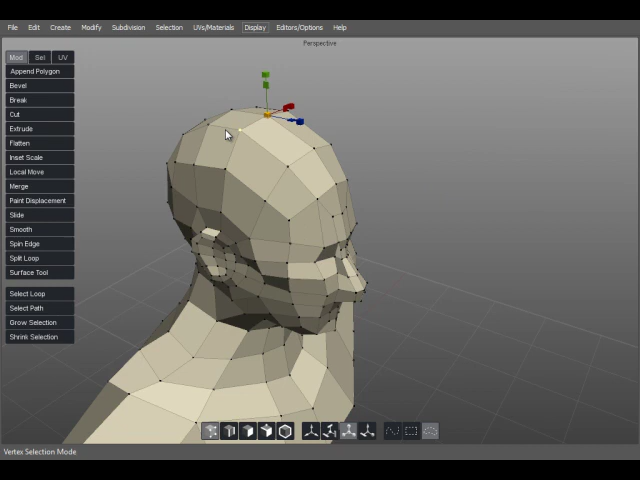 File Edit Create Modify Subdivision Selection UVs/Materials Display Editors/Options Help
Perspective
Mod Sel UV
Append Polygon
Bevel
Break
Cut
Extrude
Flatten
Inset Scale
Local Move
Merge
Paint Displacement
Slide
Smooth
Spin Edge
Split Loop
Surface Tool
Select Loop
Select Path
Grow Selection
Shrink Selection
Vertex Selection Mode